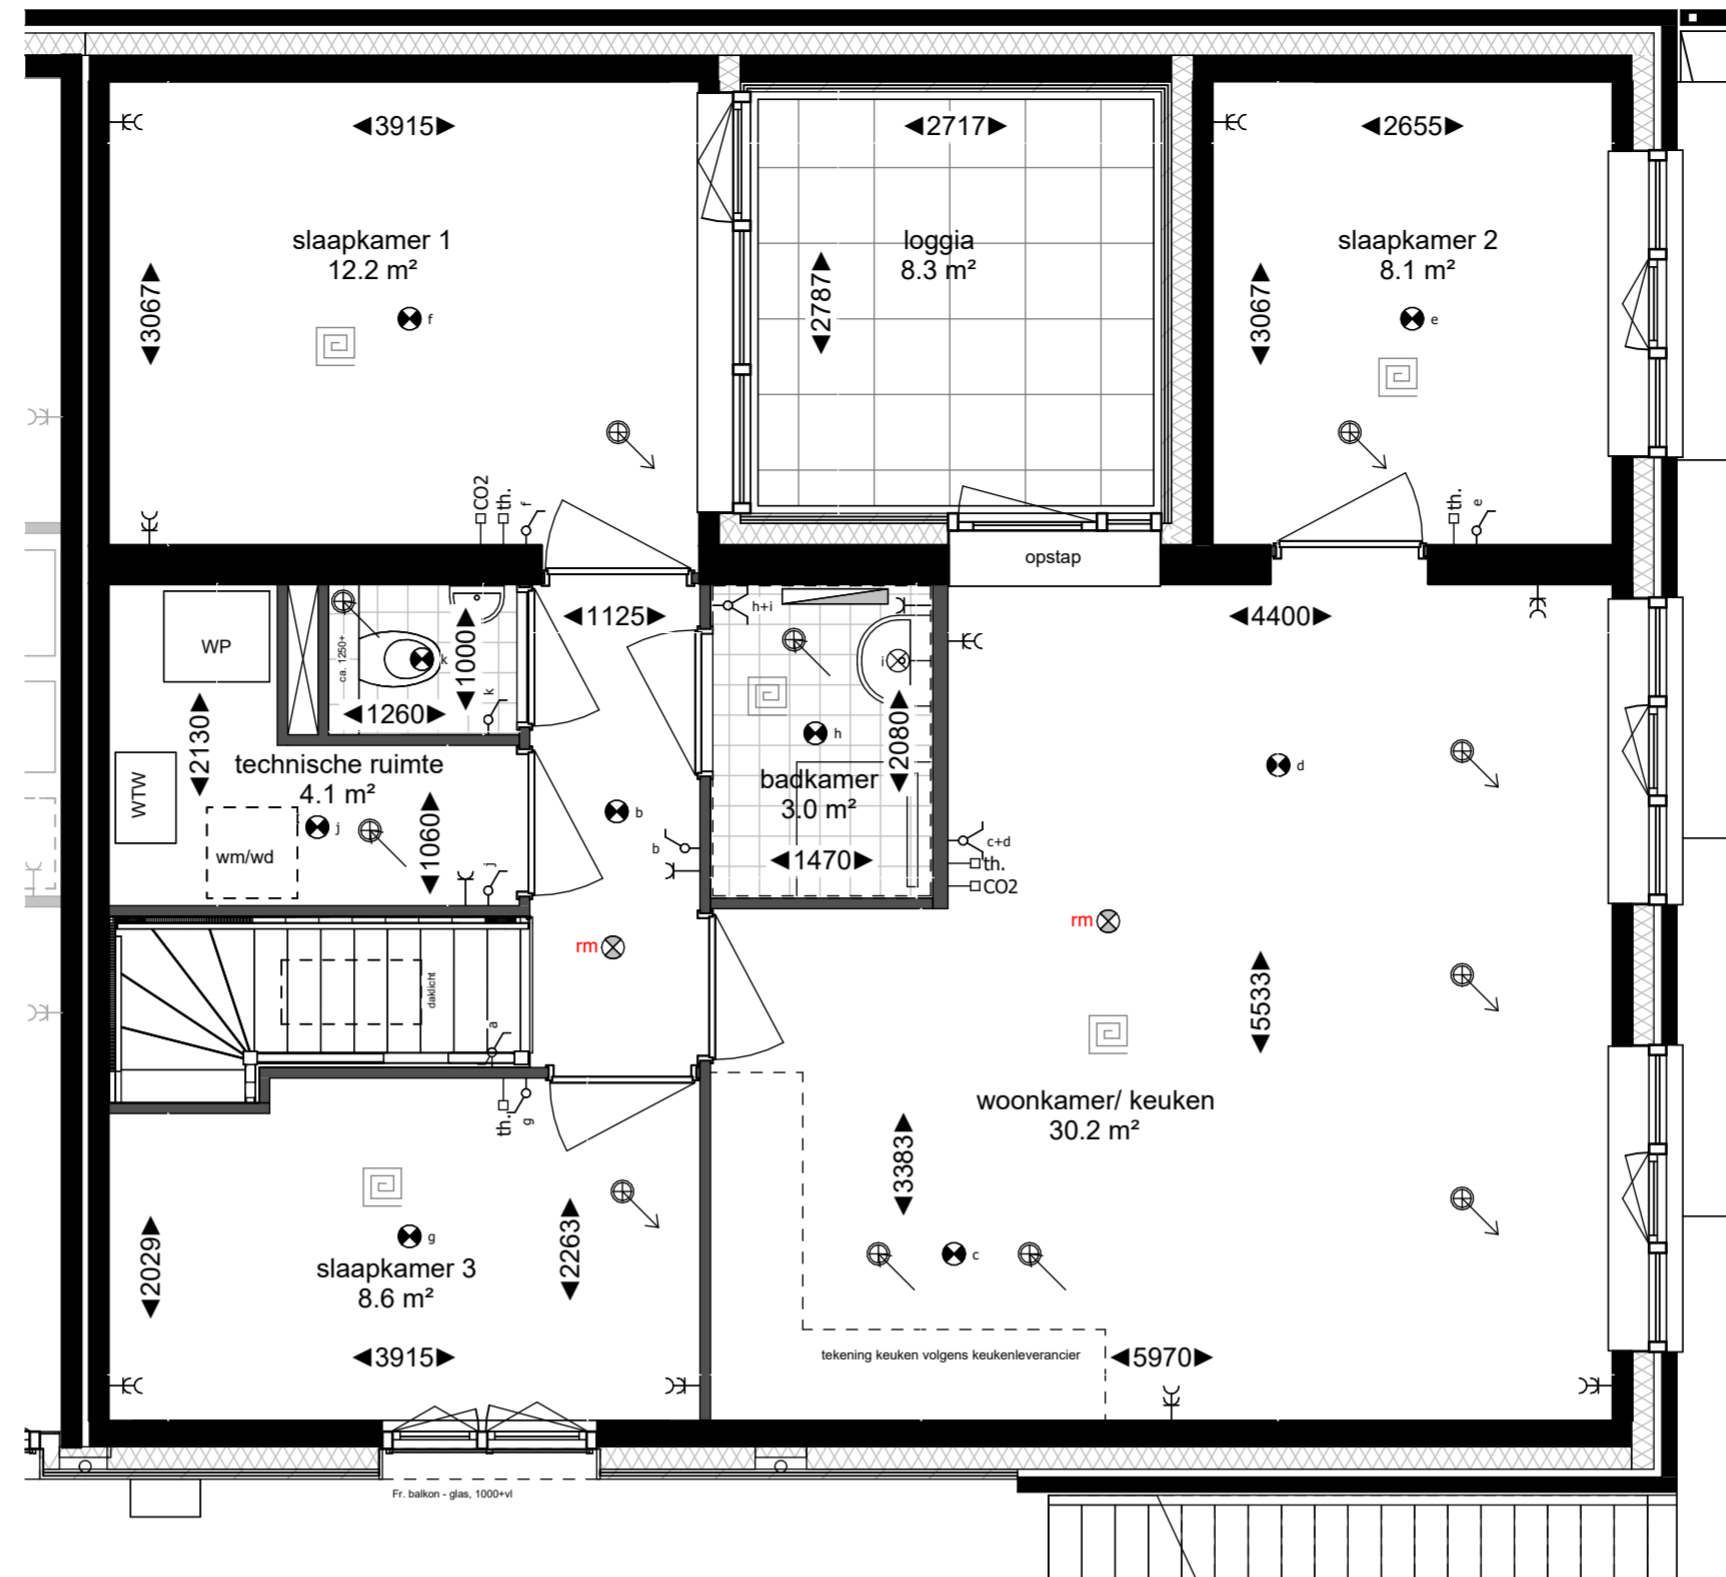 3915
2717
2655
slaapkamer 1
12.2 m²
loggia
8.3 m²
slaapkamer 2
8.1 m²
3067
2787
3067
f
e
CO2
th.
f
th.
e
opstap
WP
ca. 1250+
1000
k
k
1260
1125
h+i
i
4400
2130
technische ruimte
4.1 m²
WTW
wm/wd
j
1060
j
b
b
h
2080
badkamer
3.0 m²
1470
d
c+d
th.
CO2
rm
rm
daklicht
a
5533
th.
g
woonkamer/ keuken
30.2 m²
3383
2029
g
slaapkamer 3
8.6 m²
2263
c
3915
tekening keuken volgens keukenleverancier
5970
Fr. balkon - glas, 1000+vl